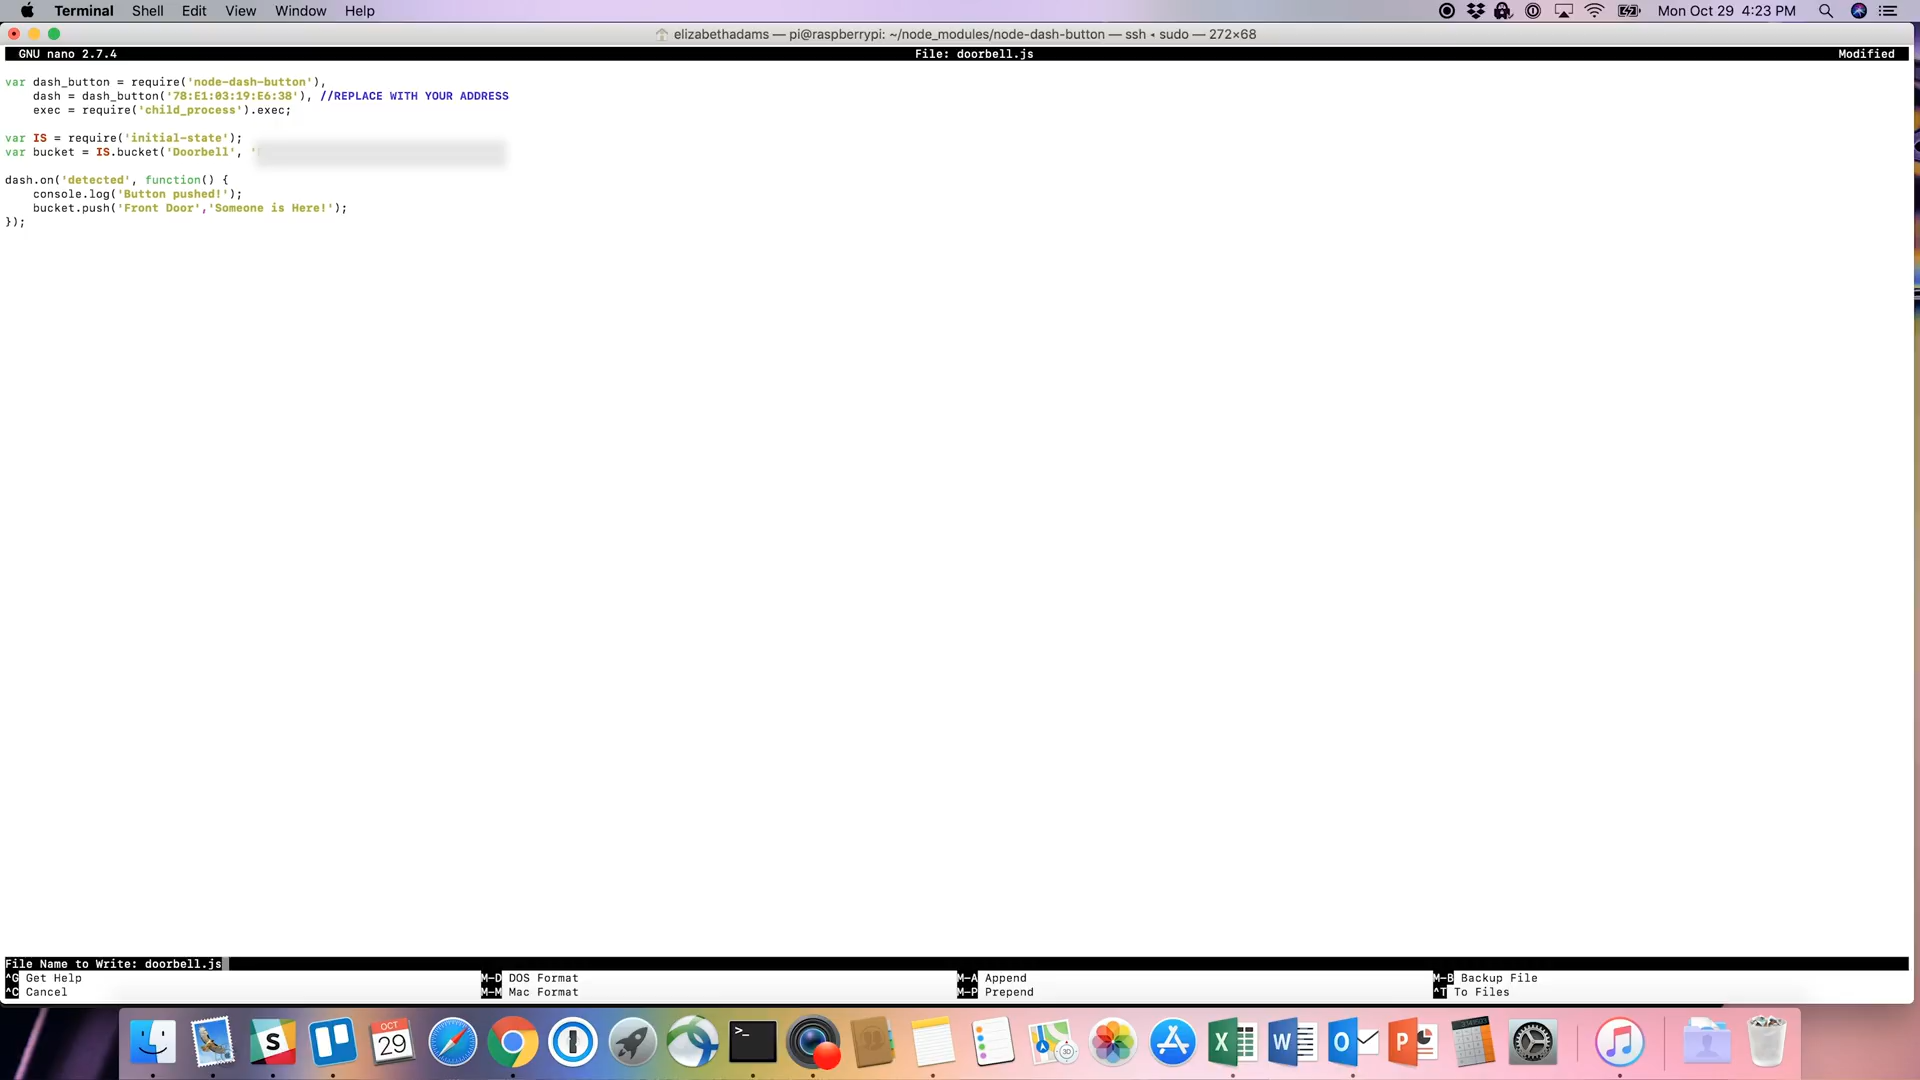 Terminal Shell Edit View Window Help Mon Oct 29 4:23 PM
elizabethadams — pi@raspberrypi: ~/node_modules/node-dash-button — ssh ◂ sudo — 272×68
GNU nano 2.7.4 File: doorbell.js Modified
var dash_button = require('node-dash-button'),
dash = dash_button('78:E1:03:19:E6:38'), //REPLACE WITH YOUR ADDRESS
exec = require('child_process').exec;
var IS = require('initial-state');
var bucket = IS.bucket('Doorbell', '
dash.on('detected', function() {
console.log('Button pushed!');
bucket.push('Front Door','Someone is Here!');
});
File Name to Write: doorbell.js
^G Get Help M-D DOS Format M-A Append M-B Backup File
^C Cancel M-M Mac Format M-P Prepend ^T To Files
OCT
29
S
>_
3D
X
W
O
P